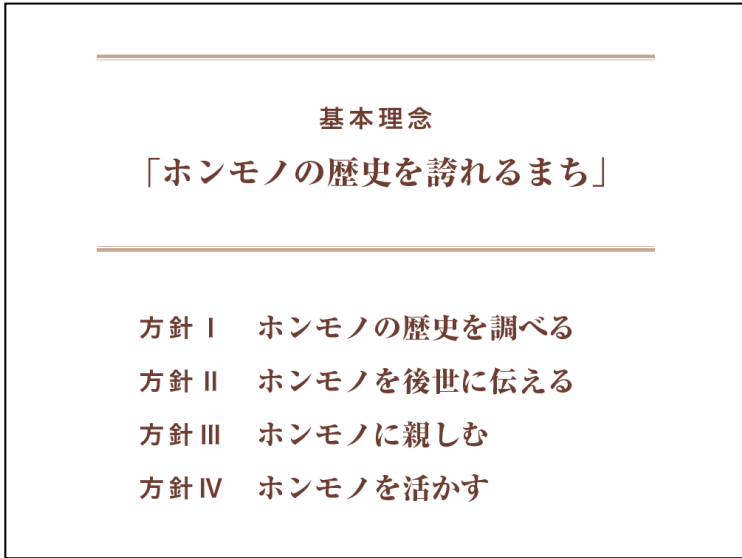 基本理念
「ホンモノの歴史を誇れるまち」
方針Ⅰ　ホンモノの歴史を調べる
方針Ⅱ　ホンモノを後世に伝える
方針Ⅲ　ホンモノに親しむ
方針Ⅳ　ホンモノを活かす